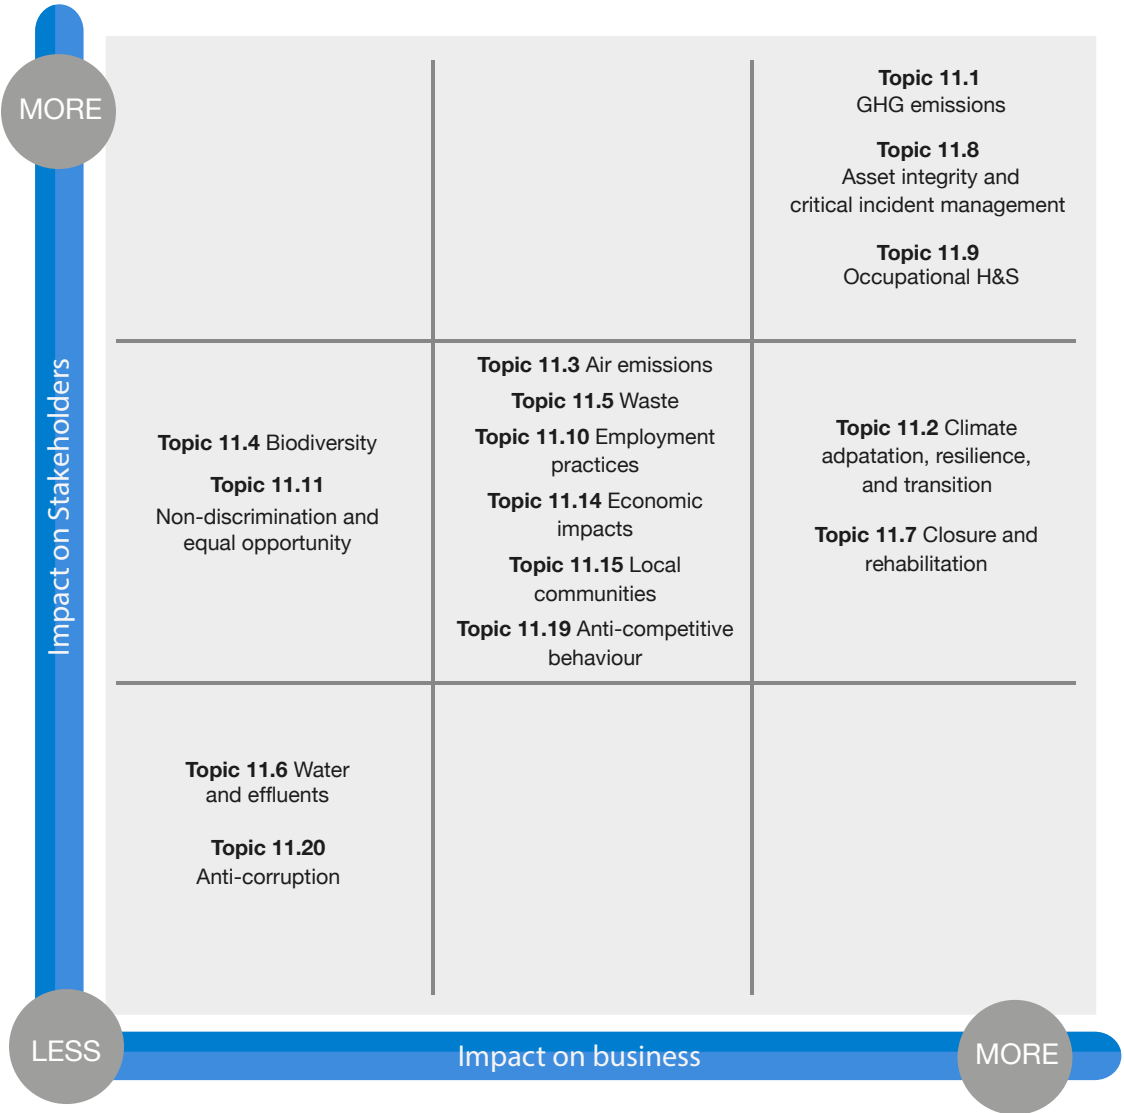 MORE
Topic 11.1
GHG emissions
Topic 11.8
Asset integrity and
critical incident management
Topic 11.9
Occupational H&S
Impact on Stakeholders
Topic 11.4 Biodiversity
Topic 11.11
Non-discrimination and
equal opportunity
Topic 11.3 Air emissions
Topic 11.5 Waste
Topic 11.10 Employment
practices
Topic 11.14 Economic
impacts
Topic 11.15 Local
communities
Topic 11.19 Anti-competitive
behaviour
Topic 11.2 Climate
adpatation, resilience,
and transition
Topic 11.7 Closure and
rehabilitation
Topic 11.6 Water
and effluents
Topic 11.20
Anti-corruption
LESS
Impact on business
MORE